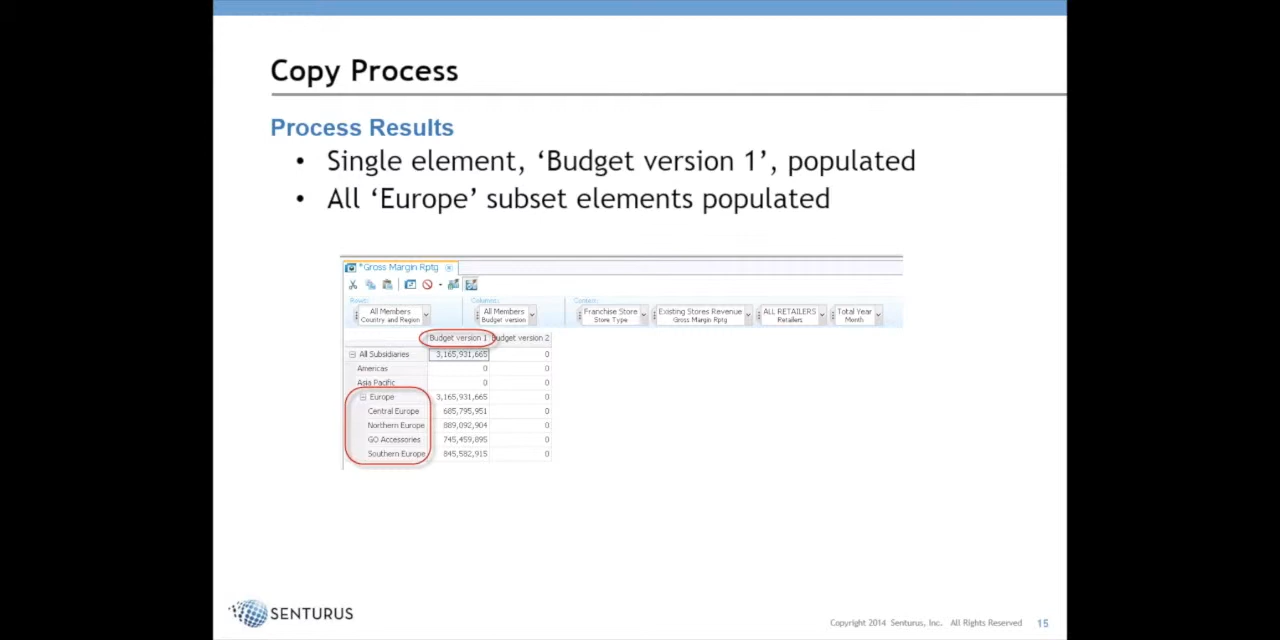 Copy Process
Process Results
• Single element, ‘Budget version 1’, populated
• All ‘Europe’ subset elements populated
*Gross Margin Rptg
Rows: Columns: Context:
All Members All Members Franchise Store Existing Stores Revenue ALL RETAILERS Total Year
Country and Region Budget version Store Type Gross Margin Rptg Retailers Month
Budget version 1 Budget version 2
All Subsidiaries 3,165,931,665 0
Americas 0 0
Asia Pacific 0 0
Europe 3,165,931,665 0
Central Europe 685,795,951 0
Northern Europe 889,092,904 0
GO Accessories 745,459,895 0
Southern Europe 845,582,915 0
SENTURUS
Copyright 2014 Senturus, Inc. All Rights Reserved 15